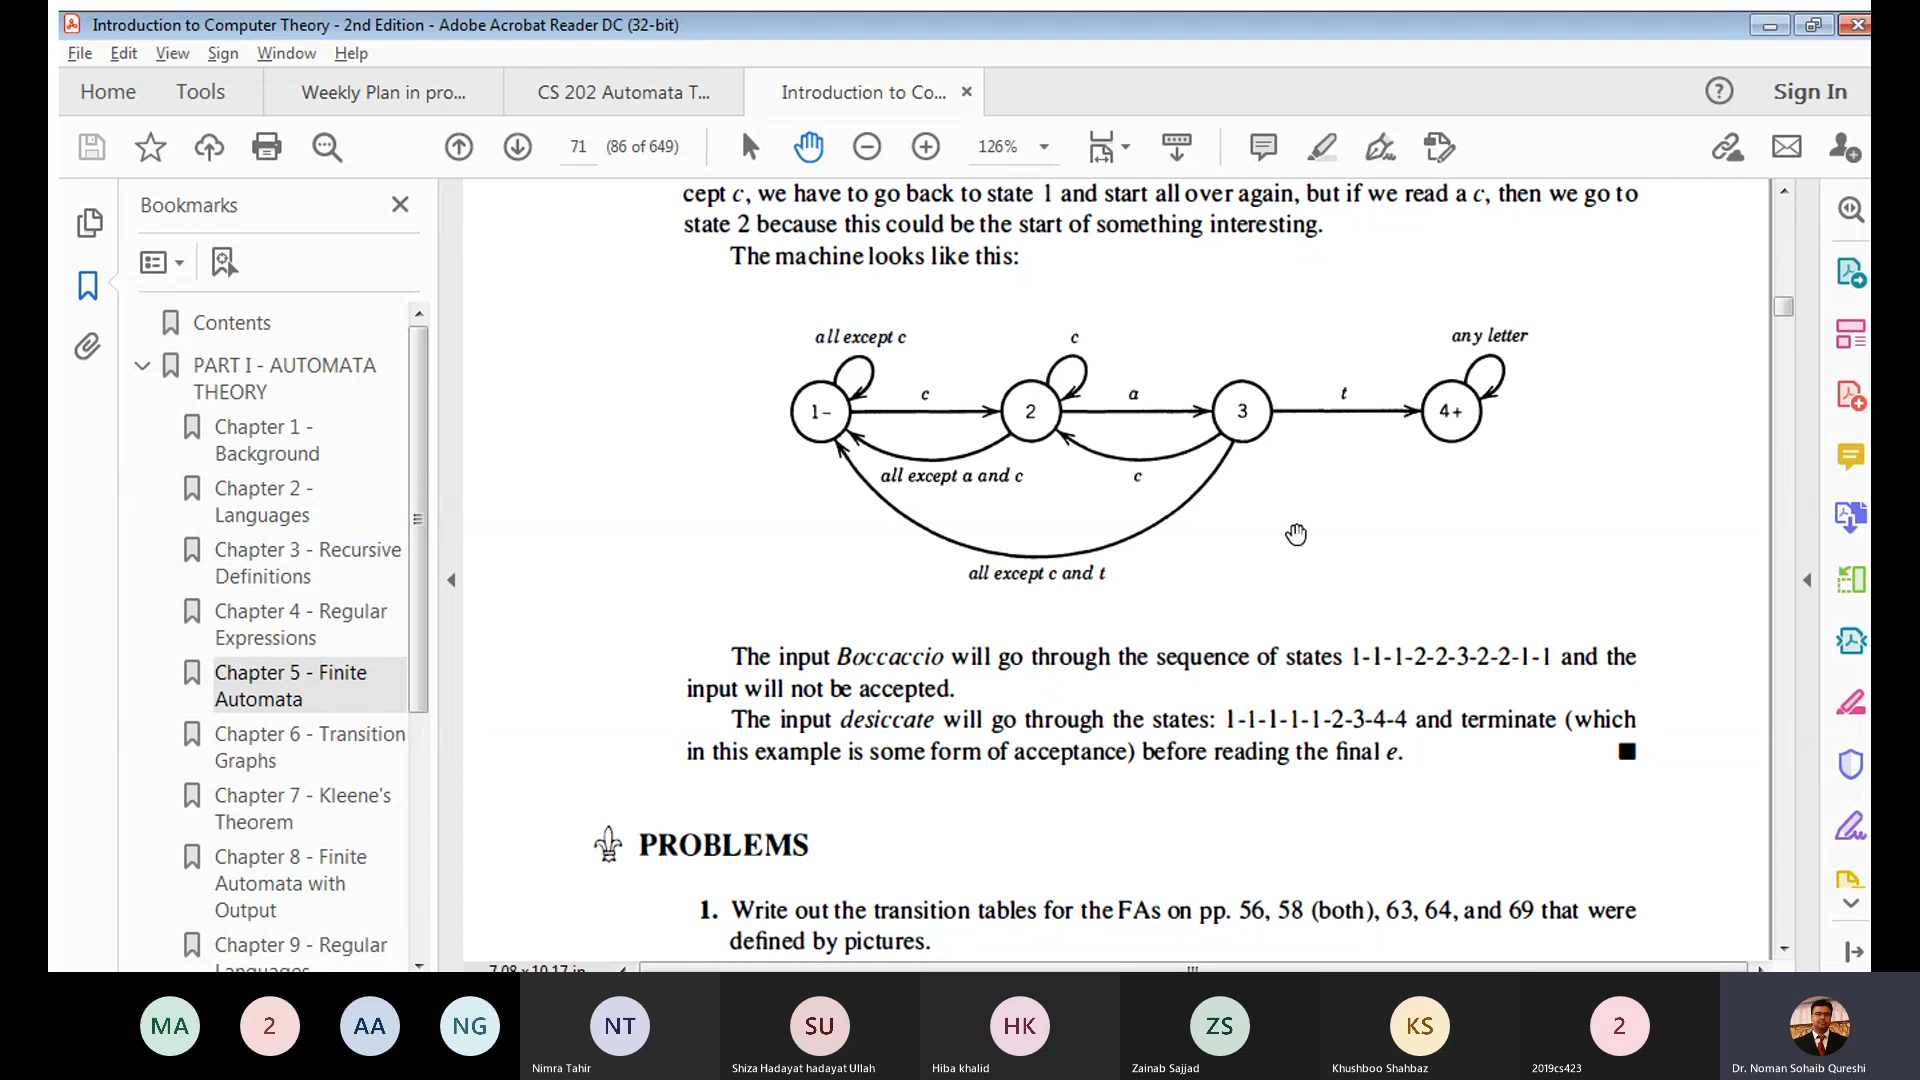 Introduction to Computer Theory - 2nd Edition - Adobe Acrobat Reader DC (32-bit)
File Edit View Sign Window Help
Home Tools Weekly Plan in pro... CS 202 Automata T... Introduction to Co... × Sign In
71 (86 of 649) 126%
Bookmarks
Contents
PART I - AUTOMATA
THEORY
Chapter 1 -
Background
Chapter 2 -
Languages
Chapter 3 - Recursive
Definitions
Chapter 4 - Regular
Expressions
Chapter 5 - Finite
Automata
Chapter 6 - Transition
Graphs
Chapter 7 - Kleene's
Theorem
Chapter 8 - Finite
Automata with
Output
Chapter 9 - Regular
Languages
cept c, we have to go back to state 1 and start all over again, but if we read a c, then we go to
state 2 because this could be the start of something interesting.
The machine looks like this:
all except c c any letter
c a t
1- 2 3 4+
all except a and c c
all except c and t
The input Boccaccio will go through the sequence of states 1-1-1-2-2-3-2-2-1-1 and the
input will not be accepted.
The input desiccate will go through the states: 1-1-1-1-1-2-3-4-4 and terminate (which
in this example is some form of acceptance) before reading the final e.
PROBLEMS
1. Write out the transition tables for the FAs on pp. 56, 58 (both), 63, 64, and 69 that were
defined by pictures.
7.08 x 10.17 in
MA 2 AA NG NT SU HK ZS KS 2
Nimra Tahir Shiza Hadayat hadayat Ullah Hiba khalid Zainab Sajjad Khushboo Shahbaz 2019cs423 Dr. Noman Sohaib Qureshi